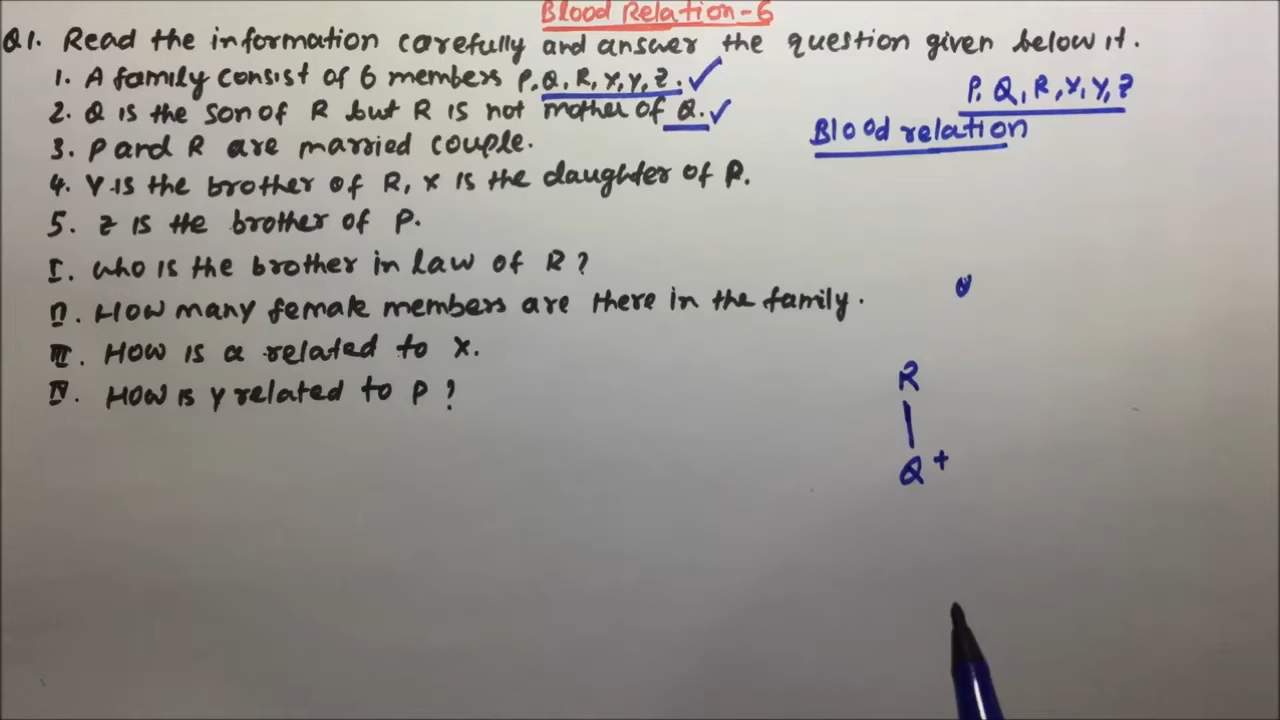 Blood Relation-6
Q1. Read the information carefully and answer the question given below it.
1. A family consist of 6 members P, Q, R, X, Y, Z. ✓
2. Q is the son of R but R is not mother of Q. ✓
3. P and R are married couple.
4. Y is the brother of R, X is the daughter of P.
5. Z is the brother of P.
I. who is the brother in law of R?
II. How many female members are there in the family.
III. How is Q related to X.
IV. How is Y related to P?
P, Q, R, X, Y, Z
Blood relation
R
Q +